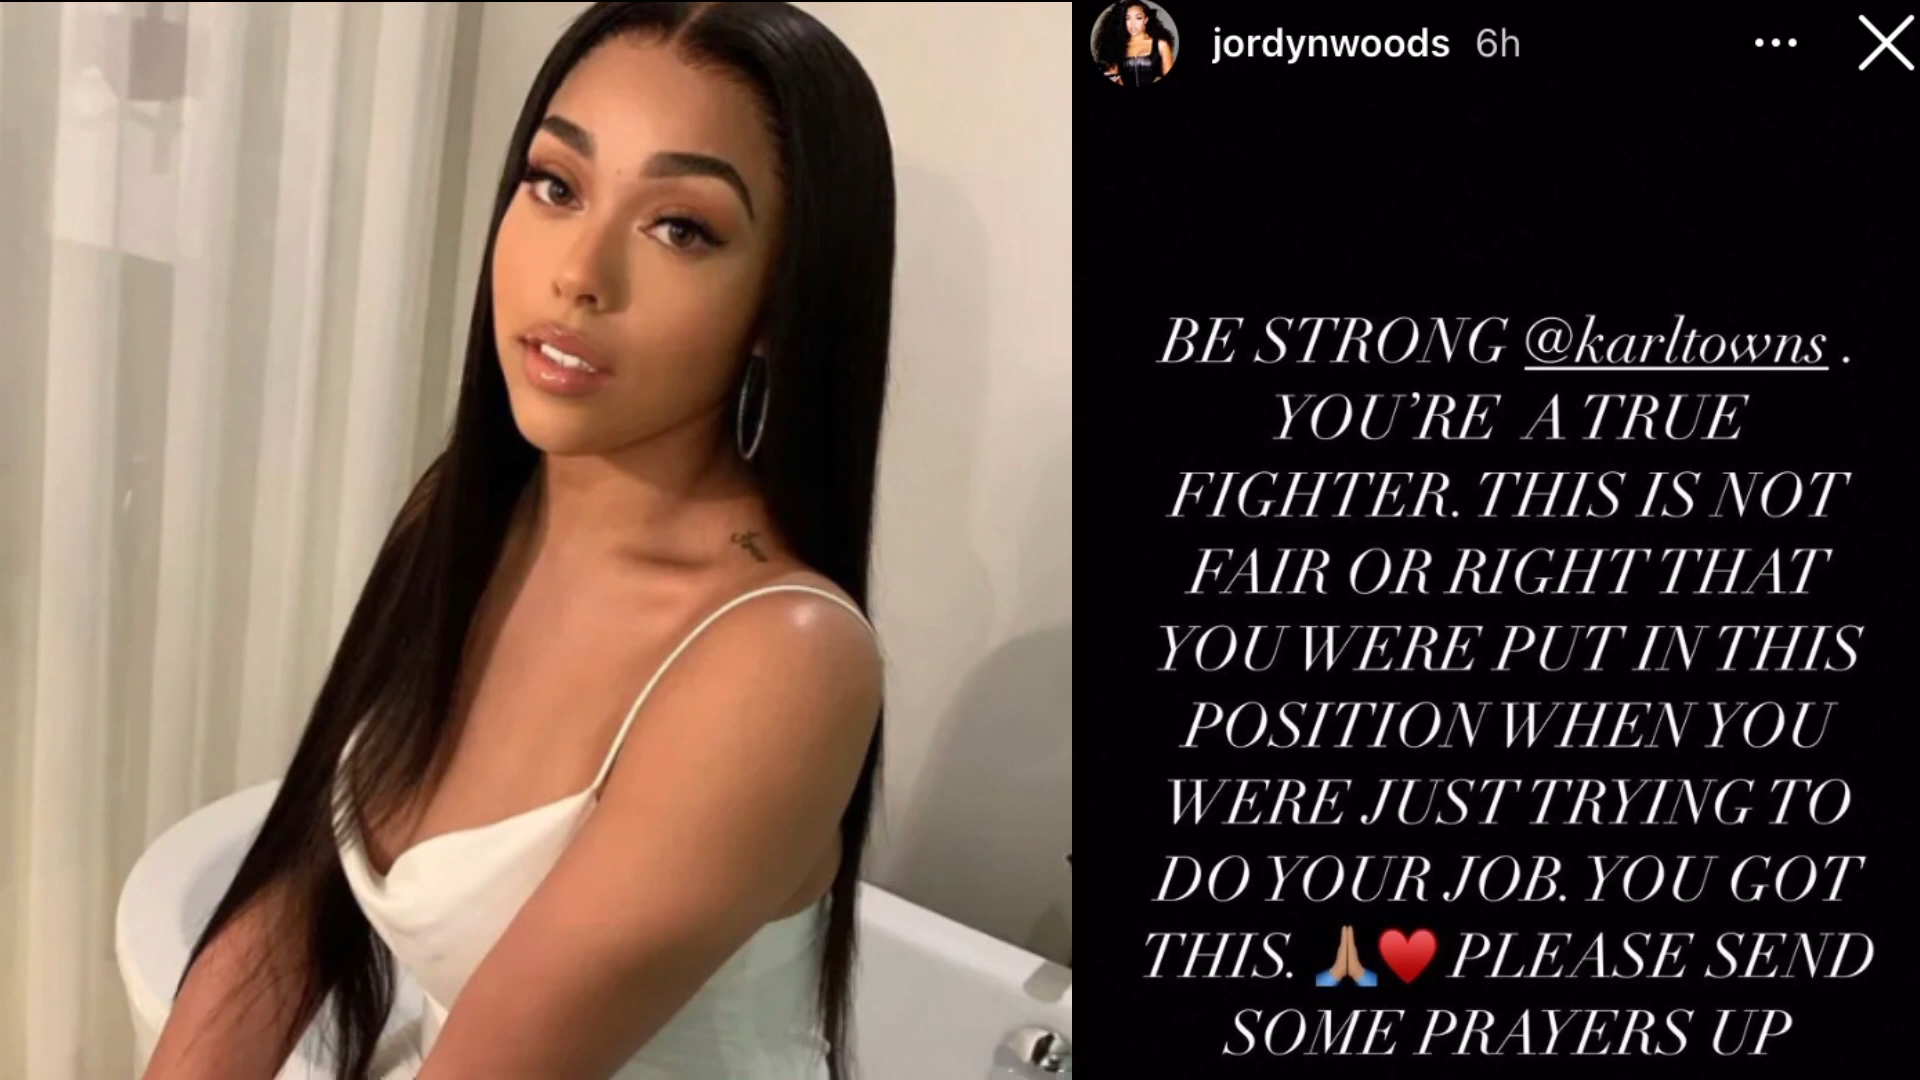 jordynwoods 6h
BE STRONG @karltowns .
YOU’RE A TRUE
FIGHTER. THIS IS NOT
FAIR OR RIGHT THAT
YOU WERE PUT IN THIS
POSITION WHEN YOU
WERE JUST TRYING TO
DO YOUR JOB. YOU GOT
THIS. 🙏🏽♥️ PLEASE SEND
SOME PRAYERS UP